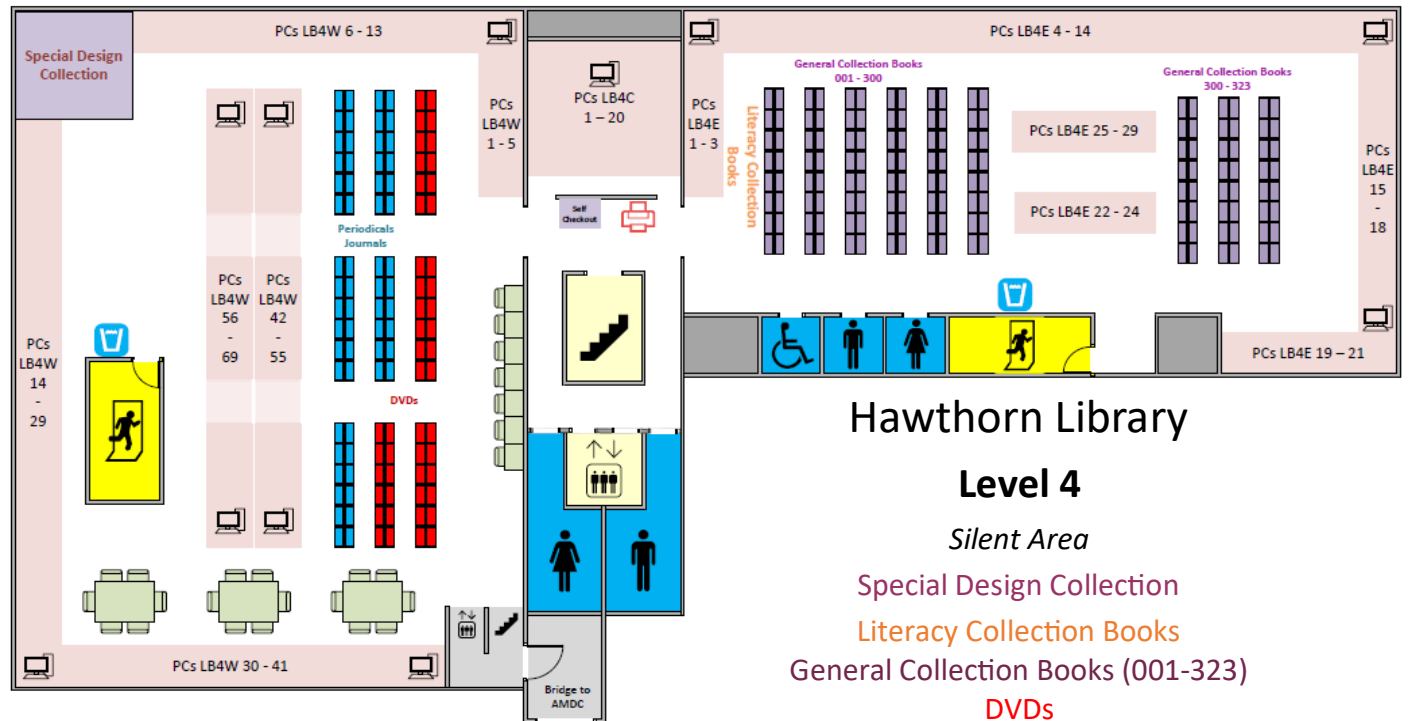 Special Design
Collection
PCs LB4W 6 - 13
PCs
LB4W
1 - 5
PCs LB4C
1 – 20
PCs
LB4E
1 - 3
PCs LB4E 4 - 14
General Collection Books
001 - 300
General Collection Books
300 - 323
Literacy Collection
Books
PCs LB4E 25 - 29
PCs LB4E 22 - 24
PCs
LB4E
15
-
18
Self
Checkout
Periodicals
Journals
PCs
LB4W
56
-
69
PCs
LB4W
42
-
55
PCs
LB4W
14
-
29
DVDs
PCs LB4E 19 – 21
PCs LB4W 30 - 41
Bridge to
AMDC
Hawthorn Library
Level 4
Silent Area
Special Design Collection
Literacy Collection Books
General Collection Books (001-323)
DVDs